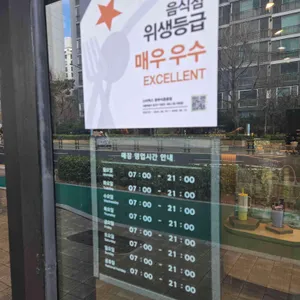 음식점
위생등급
매우 우수
EXCELLENT
매장 영업시간 안내
월요일 07:00 - 21:00
화요일 07:00 - 21:00
수요일 07:00 - 21:00
목요일 07:00 - 21:00
금요일 07:00 - 21:00
토요일 07:00 - 21:00
일요일 07:00 - 21:00
공휴일 07:00 - 21:00